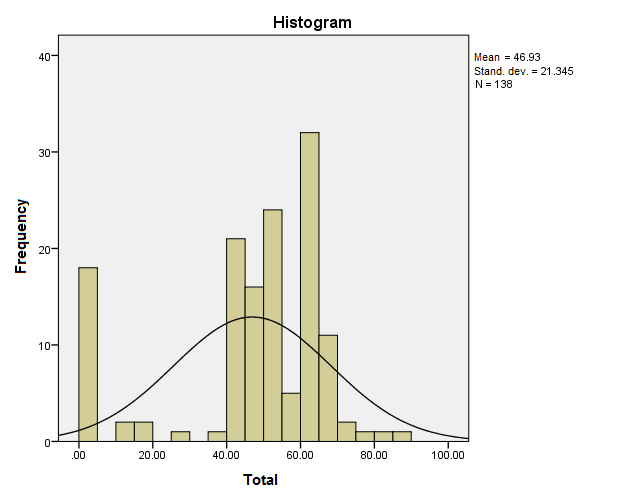 Histogram
Mean = 46.93
Stand. dev. = 21.345
N = 138
40
30
20
10
0
Frequency
.00 20.00 40.00 60.00 80.00 100.00
Total